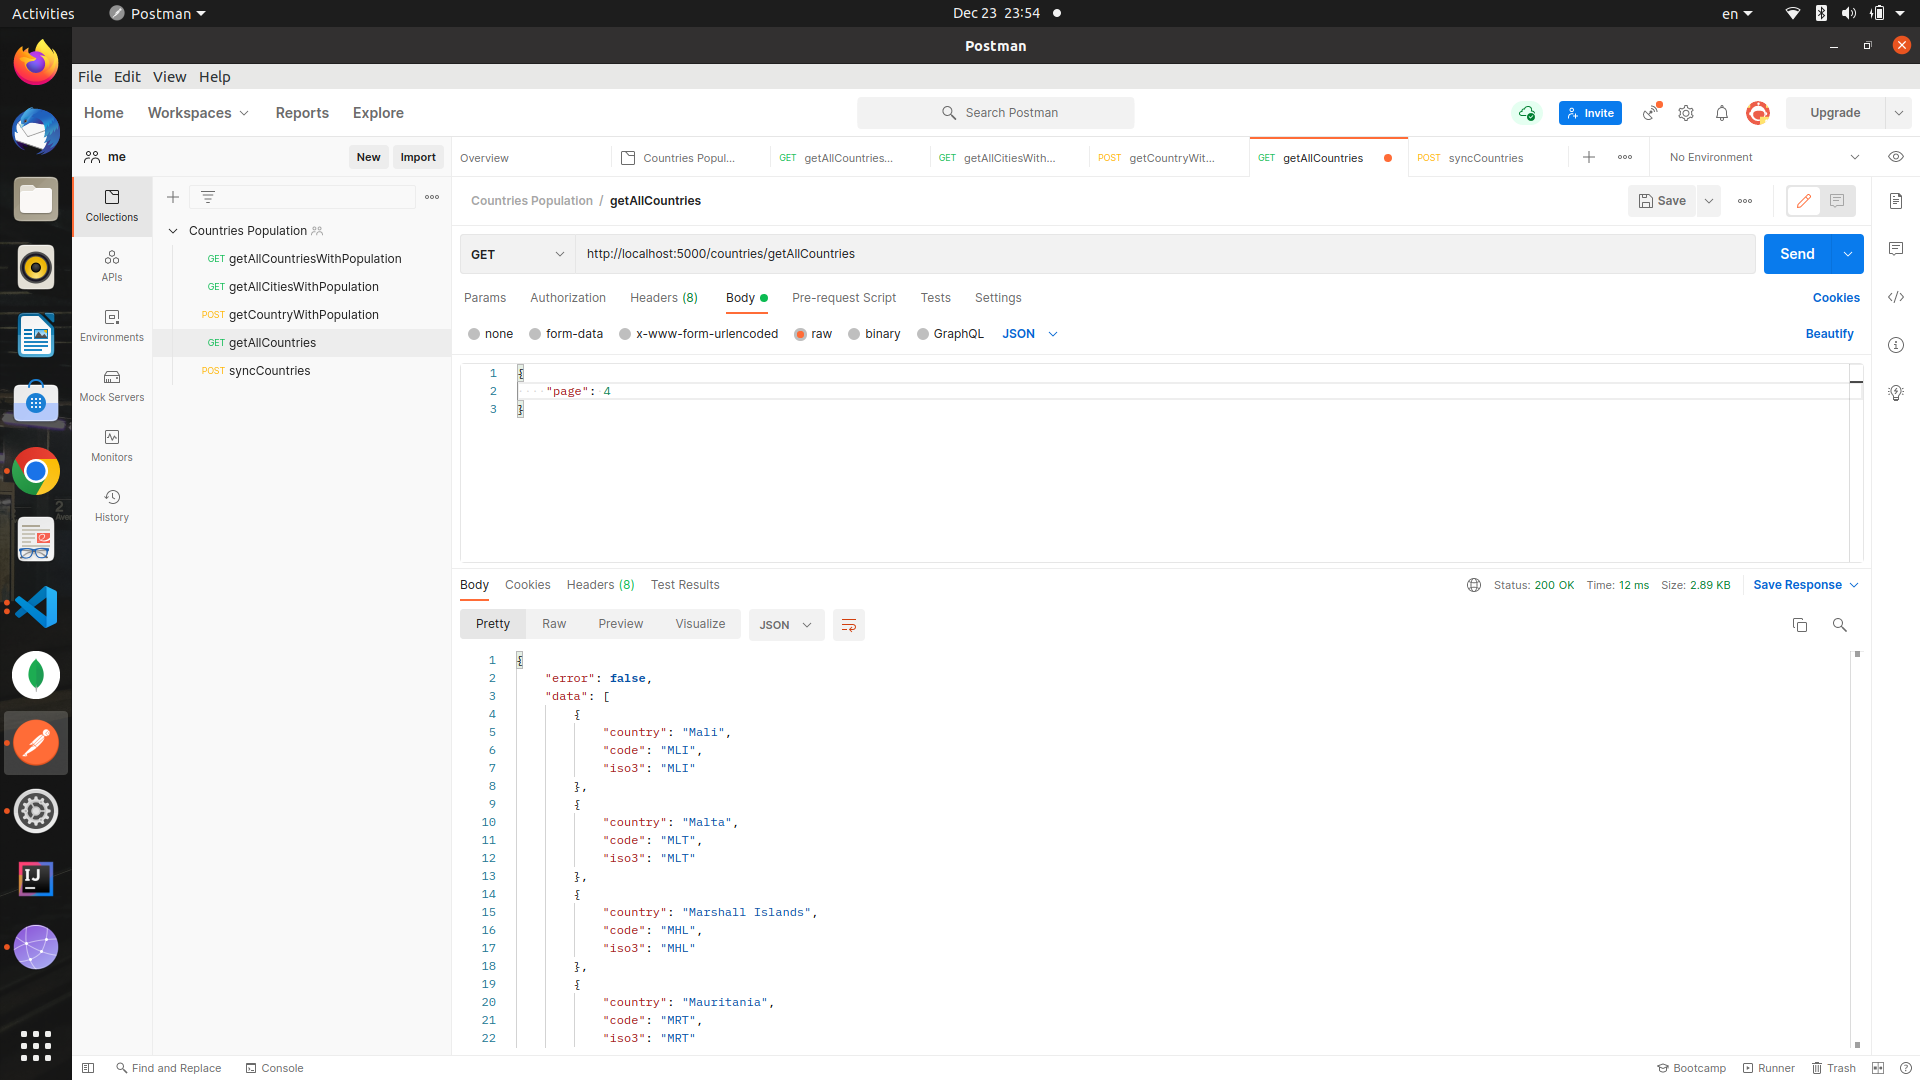 Activities
Postman
Dec 23 23:54
en
Postman
File Edit View Help
Home Workspaces Reports Explore
Search Postman
Invite
Upgrade
me
New Import
Overview
Countries Popul...
GET getAllCountries...
GET getAllCitiesWith...
POST getCountryWit...
GET getAllCountries
POST syncCountries
No Environment
Collections
APIs
Environments
Mock Servers
Monitors
History
Countries Population
GET getAllCountriesWithPopulation
GET getAllCitiesWithPopulation
POST getCountryWithPopulation
GET getAllCountries
POST syncCountries
Countries Population / getAllCountries
Save
GET
http://localhost:5000/countries/getAllCountries
Send
Params Authorization Headers (8) Body Pre-request Script Tests Settings
Cookies
none form-data x-www-form-urlencoded raw binary GraphQL JSON
Beautify
1 {
2 "page": 4
3 }
Body Cookies Headers (8) Test Results
Status: 200 OK Time: 12 ms Size: 2.89 KB Save Response
Pretty Raw Preview Visualize JSON
1 {
2 "error": false,
3 "data": [
4 {
5 "country": "Mali",
6 "code": "MLI",
7 "iso3": "MLI"
8 },
9 {
10 "country": "Malta",
11 "code": "MLT",
12 "iso3": "MLT"
13 },
14 {
15 "country": "Marshall Islands",
16 "code": "MHL",
17 "iso3": "MHL"
18 },
19 {
20 "country": "Mauritania",
21 "code": "MRT",
22 "iso3": "MRT"
Find and Replace Console
Bootcamp Runner Trash
IJ